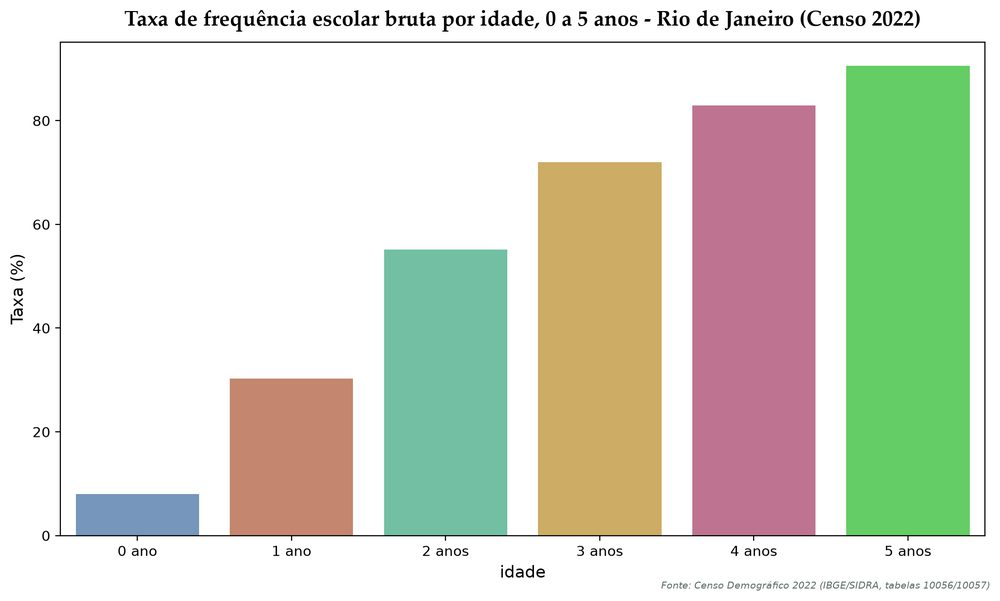 Taxa de frequência escolar bruta por idade, 0 a 5 anos - Rio de Janeiro (Censo 2022)
Taxa (%)
80
60
40
20
0
0 ano
1 ano
2 anos
3 anos
4 anos
5 anos
idade
Fonte: Censo Demográfico 2022 (IBGE/SIDRA, tabelas 10056/10057)